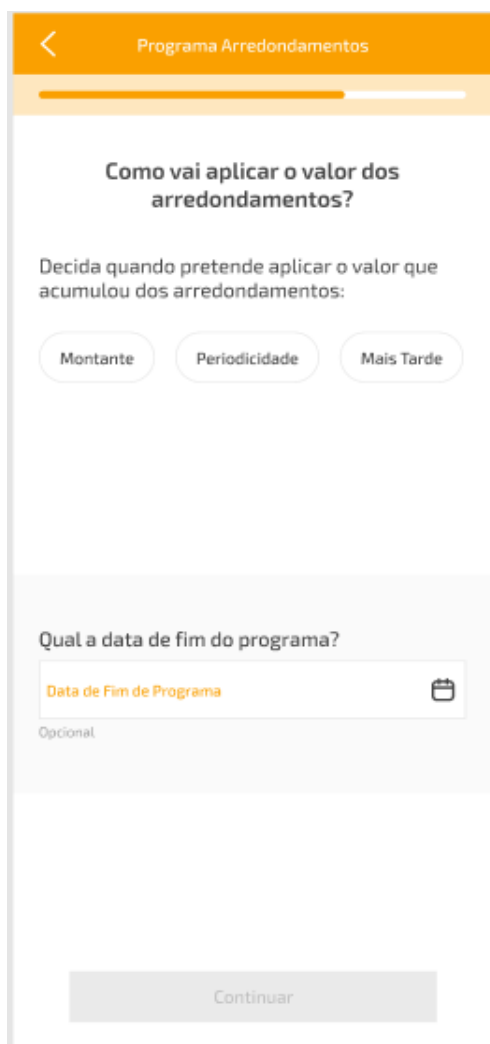 Programa Arredondamentos
Como vai aplicar o valor dos
arredondamentos?
Decida quando pretende aplicar o valor que
acumulou dos arredondamentos:
Montante
Periodicidade
Mais Tarde
Qual a data de fim do programa?
Data de Fim de Programa
Opcional
Continuar